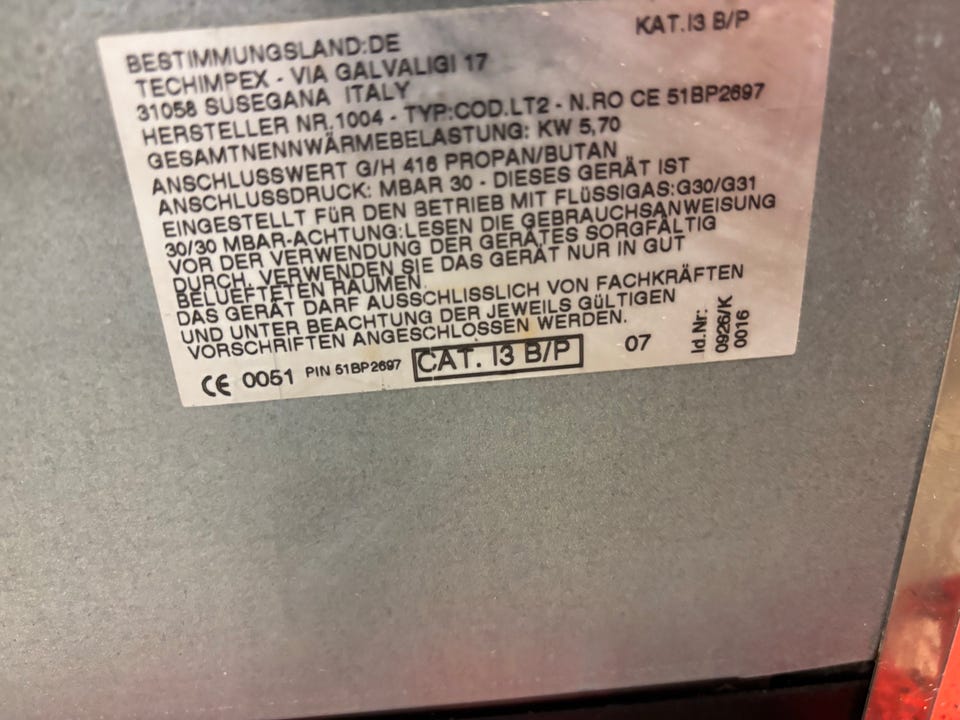 KAT.I3 B/P
BESTIMMUNGSLAND:DE
TECHIMPEX - VIA GALVALIGI 17
31058 SUSEGANA ITALY
HERSTELLER NR.1004 - TYP:COD.LT2 - N.RO CE 51BP2697
GESAMTNENNWÄRMEBELASTUNG: KW 5,70
ANSCHLUSSWERT G/H 416 PROPAN/BUTAN
ANSCHLUSSDRUCK: MBAR 30 - DIESES GERÄT IST
EINGESTELLT FÜR DEN BETRIEB MIT FLÜSSIGAS:G30/G31
30/30 MBAR-ACHTUNG:LESEN DIE GEBRAUCHSANWEISUNG
VOR DER VERWENDUNG DER GERÄTES SORGFÄLTIG
DURCH. VERWENDEN SIE DAS GERÄT NUR IN GUT
BELUEFTETEN RÄUMEN.
DAS GERÄT DARF AUSSCHLISSLICH VON FACHKRÄFTEN
UND UNTER BEACHTUNG DER JEWEILS GÜLTIGEN
VORSCHRIFTEN ANGESCHLOSSEN WERDEN.
CE 0051 PIN 51BP2697 CAT. I3 B/P 07
Id.Nr:
0926/K
0016